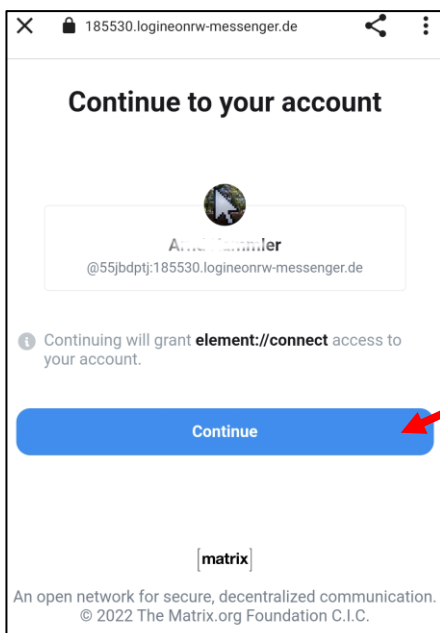 185530.logineonrw-messenger.de
Continue to your account
@55jbdptj:185530.logineonrw-messenger.de
Continuing will grant element://connect access to
your account.
Continue
[matrix]
An open network for secure, decentralized communication.
© 2022 The Matrix.org Foundation C.I.C.